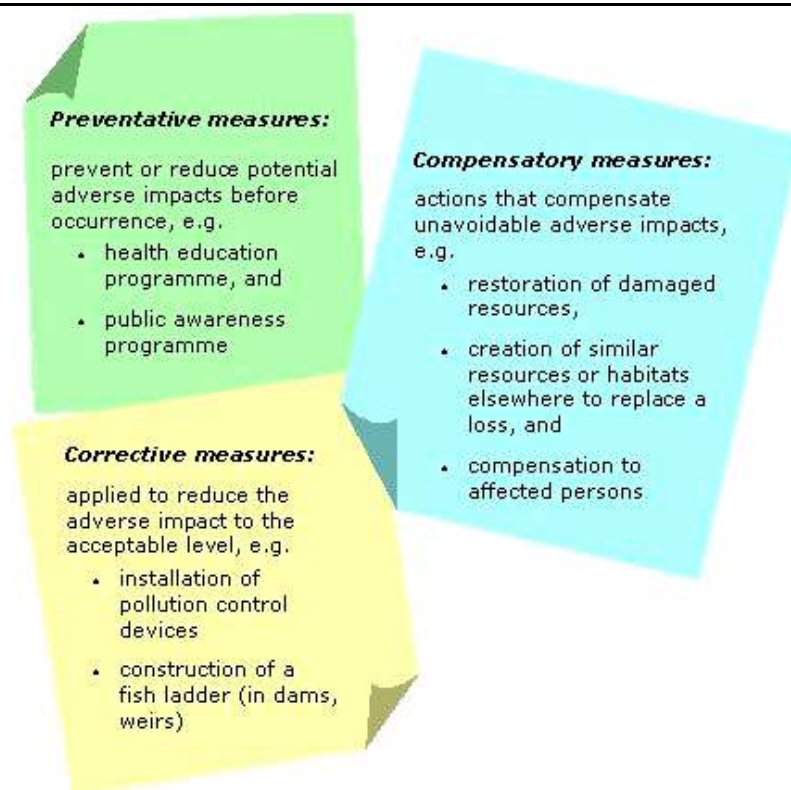 Preventative measures:
prevent or reduce potential
adverse impacts before
occurrence, e.g.
• health education
programme, and
• public awareness
programme
Compensatory measures:
actions that compensate
unavoidable adverse impacts,
e.g.
• restoration of damaged
resources,
• creation of similar
resources or habitats
elsewhere to replace a
loss, and
• compensation to
affected persons
Corrective measures:
applied to reduce the
adverse impact to the
acceptable level, e.g.
• installation of
pollution control
devices
• construction of a
fish ladder (in dams,
weirs)